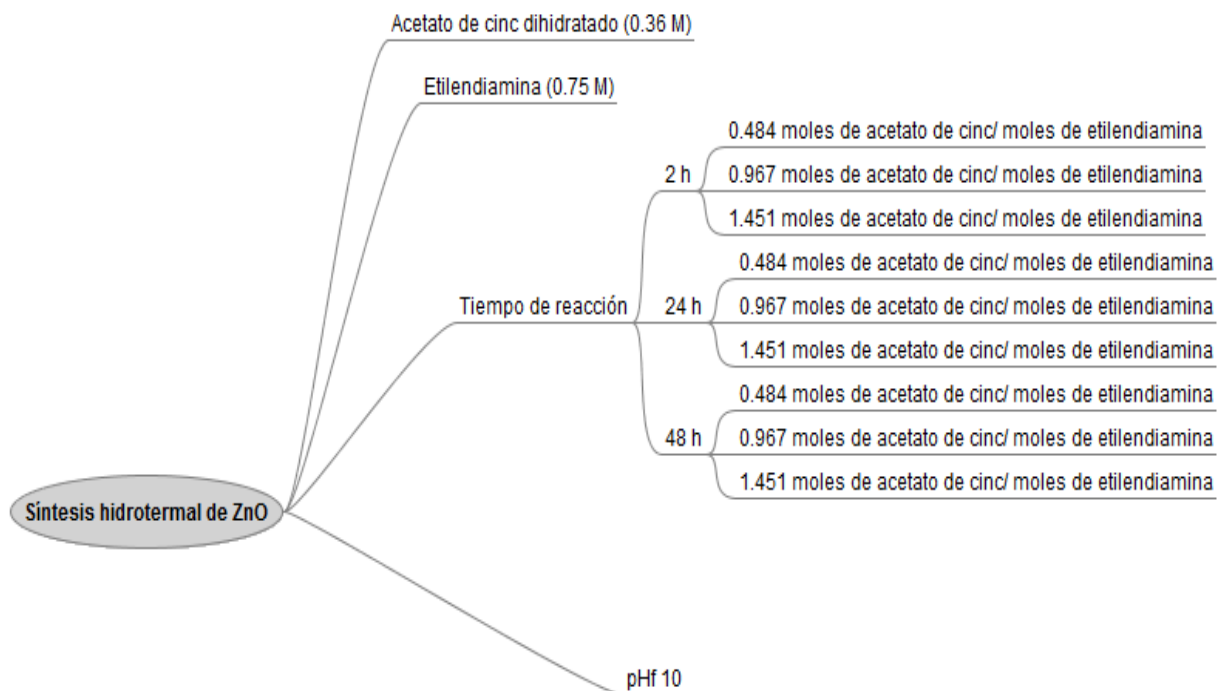 Acetato de cinc dihidratado (0.36 M)
Etilendiamina (0.75 M)
0.484 moles de acetato de cinc/ moles de etilendiamina
2 h
0.967 moles de acetato de cinc/ moles de etilendiamina
1.451 moles de acetato de cinc/ moles de etilendiamina
0.484 moles de acetato de cinc/ moles de etilendiamina
Tiempo de reacción
24 h
0.967 moles de acetato de cinc/ moles de etilendiamina
1.451 moles de acetato de cinc/ moles de etilendiamina
0.484 moles de acetato de cinc/ moles de etilendiamina
48 h
0.967 moles de acetato de cinc/ moles de etilendiamina
1.451 moles de acetato de cinc/ moles de etilendiamina
Síntesis hidrotermal de ZnO
pHf 10